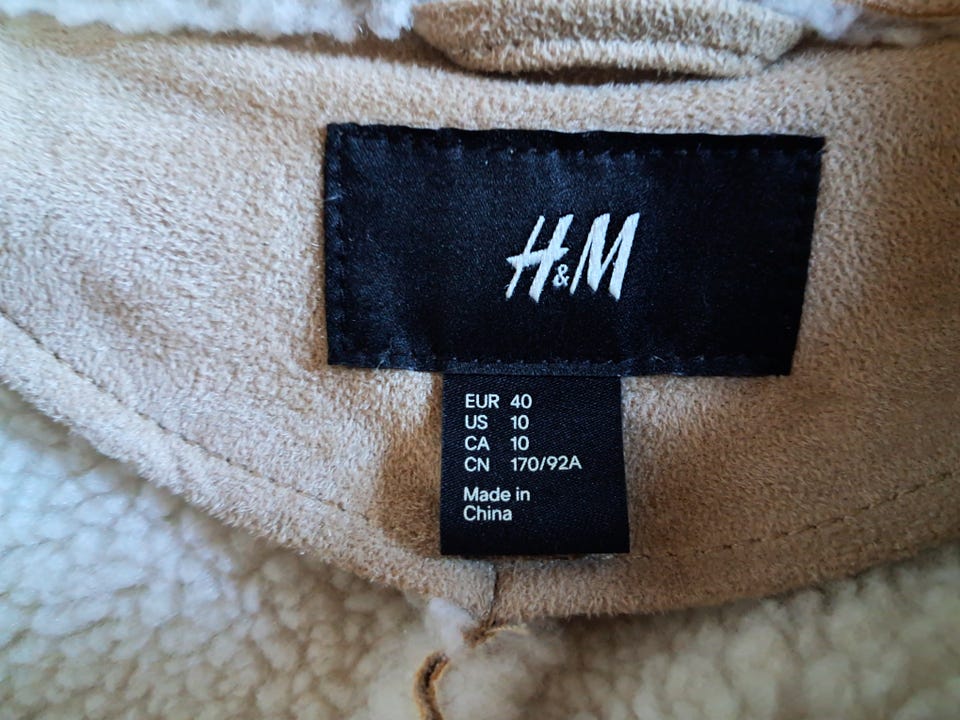 H&M
EUR 40
US 10
CA 10
CN 170/92A
Made in
China